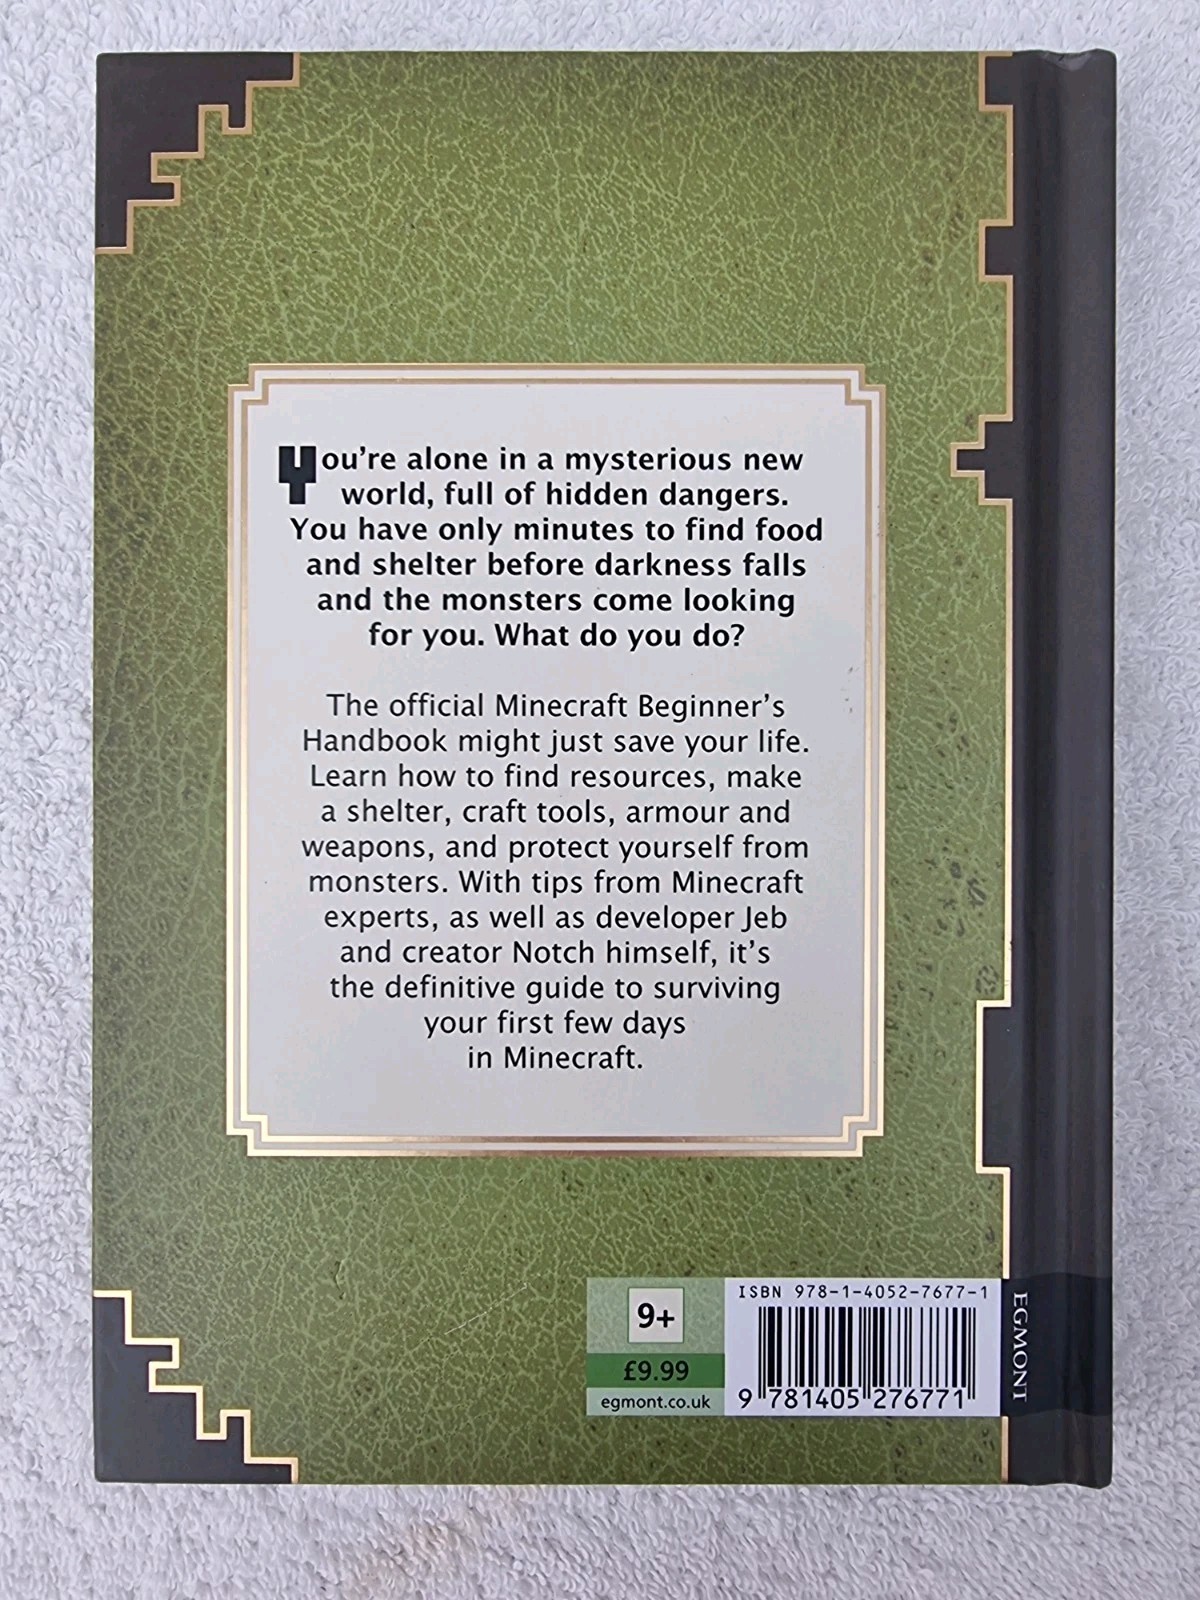 You're alone in a mysterious new
world, full of hidden dangers.
You have only minutes to find food
and shelter before darkness falls
and the monsters come looking
for you. What do you do?
The official Minecraft Beginner's
Handbook might just save your life.
Learn how to find resources, make
a shelter, craft tools, armour and
weapons, and protect yourself from
monsters. With tips from Minecraft
experts, as well as developer Jeb
and creator Notch himself, it's
the definitive guide to surviving
your first few days
in Minecraft.
9+
£9.99
egmont.co.uk
ISBN 978-1-4052-7677-1
9 781405 276771
EGMONT